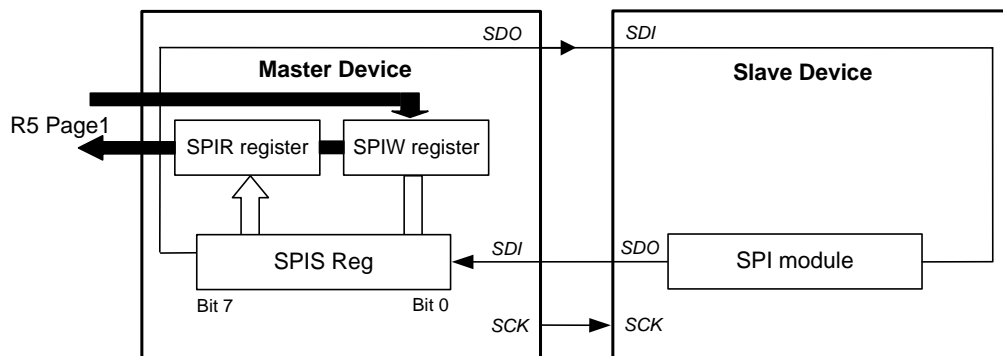 SDO
SDI
Master Device
Slave Device
R5 Page1
SPIR register
SPIW register
SPIS Reg
SDI
SDO
SPI module
Bit 7
Bit 0
SCK
SCK